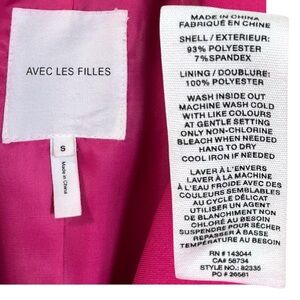 AVEC LES FILLES
S
Made in China
MADE IN CHINA
FABRIQUÉ EN CHINE
SHELL / EXTERIEUR:
93% POLYESTER
7%SPANDEX
LINING / DOUBLURE:
100% POLYESTER
WASH INSIDE OUT
MACHINE WASH COLD
WITH LIKE COLOURS
AT GENTLE SETTING
ONLY NON-CHLORINE
BLEACH WHEN NEEDED
HANG TO DRY
COOL IRON IF NEEDED
LAVER À L'ENVERS
LAVER À LA MACHINE
À L'EAU FROIDE AVEC DES
COULEURS SEMBLABLES
AU CYCLE DÉLICAT
UTILISER UN AGENT
DE BLANCHIMENT NON
CHLORÉ AU BESOIN
SUSPENDRE POUR SÉCHER
REPASSER À BASSE
TEMPÉRATURE AU BESOIN
RN # 143044
CA# 58734
STYLE NO.: 82335
PO # 26561